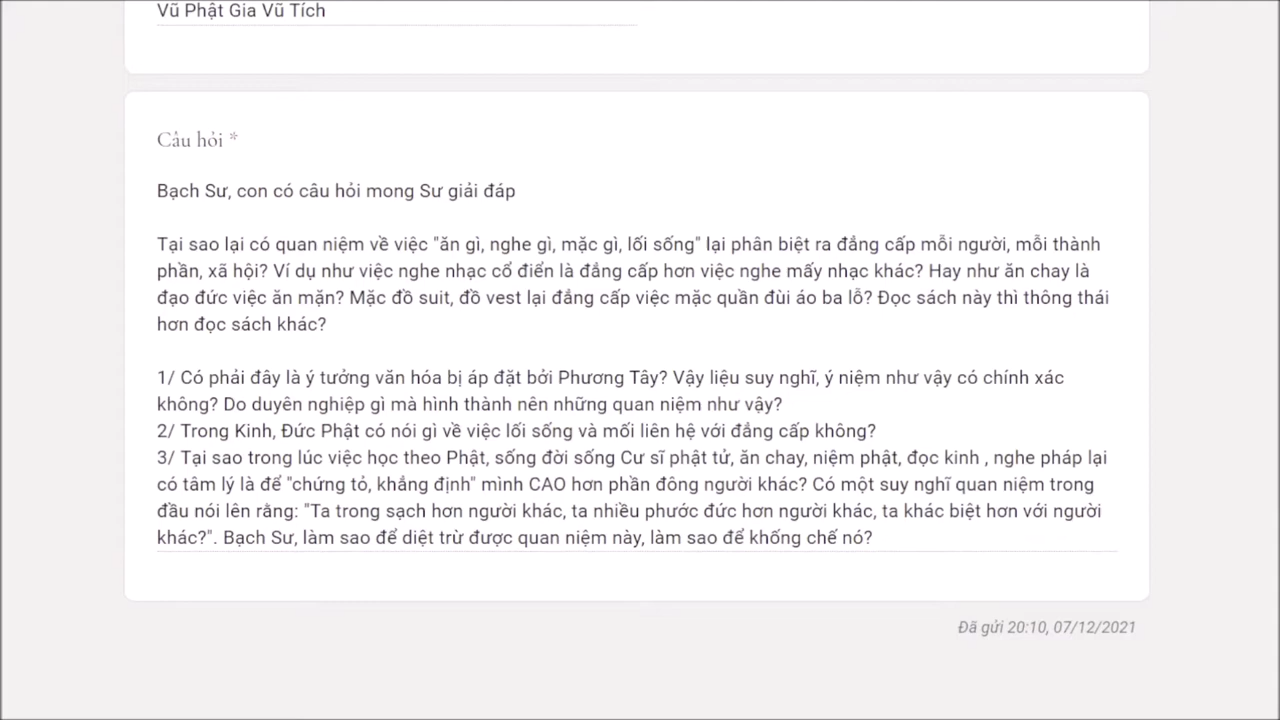 Vũ Phật Gia Vũ Tích
Câu hỏi *
Bạch Sư, con có câu hỏi mong Sư giải đáp
Tại sao lại có quan niệm về việc "ăn gì, nghe gì, mặc gì, lối sống" lại phân biệt ra đẳng cấp mỗi người, mỗi thành
phần, xã hội? Ví dụ như việc nghe nhạc cổ điển là đẳng cấp hơn việc nghe mấy nhạc khác? Hay như ăn chay là
đạo đức việc ăn mặn? Mặc đồ suit, đồ vest lại đẳng cấp việc mặc quần đùi áo ba lỗ? Đọc sách này thì thông thái
hơn đọc sách khác?
1/ Có phải đây là ý tưởng văn hóa bị áp đặt bởi Phương Tây? Vậy liệu suy nghĩ, ý niệm như vậy có chính xác
không? Do duyên nghiệp gì mà hình thành nên những quan niệm như vậy?
2/ Trong Kinh, Đức Phật có nói gì về việc lối sống và mối liên hệ với đẳng cấp không?
3/ Tại sao trong lúc việc học theo Phật, sống đời sống Cư sĩ phật tử, ăn chay, niệm phật, đọc kinh , nghe pháp lại
có tâm lý là để "chứng tỏ, khẳng định" mình CAO hơn phần đông người khác? Có một suy nghĩ quan niệm trong
đầu nói lên rằng: "Ta trong sạch hơn người khác, ta nhiều phước đức hơn người khác, ta khác biệt hơn với người
khác?". Bạch Sư, làm sao để diệt trừ được quan niệm này, làm sao để khống chế nó?
Đã gửi 20:10, 07/12/2021